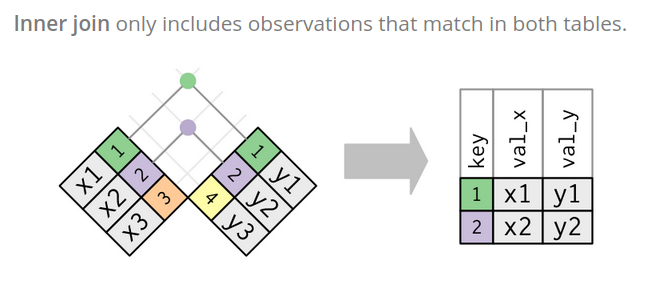 Inner join only includes observations that match in both tables.
x1 1
x2 2
x3 3
1 y1
2 y2
4 y3
key val_x val_y
1 x1 y1
2 x2 y2